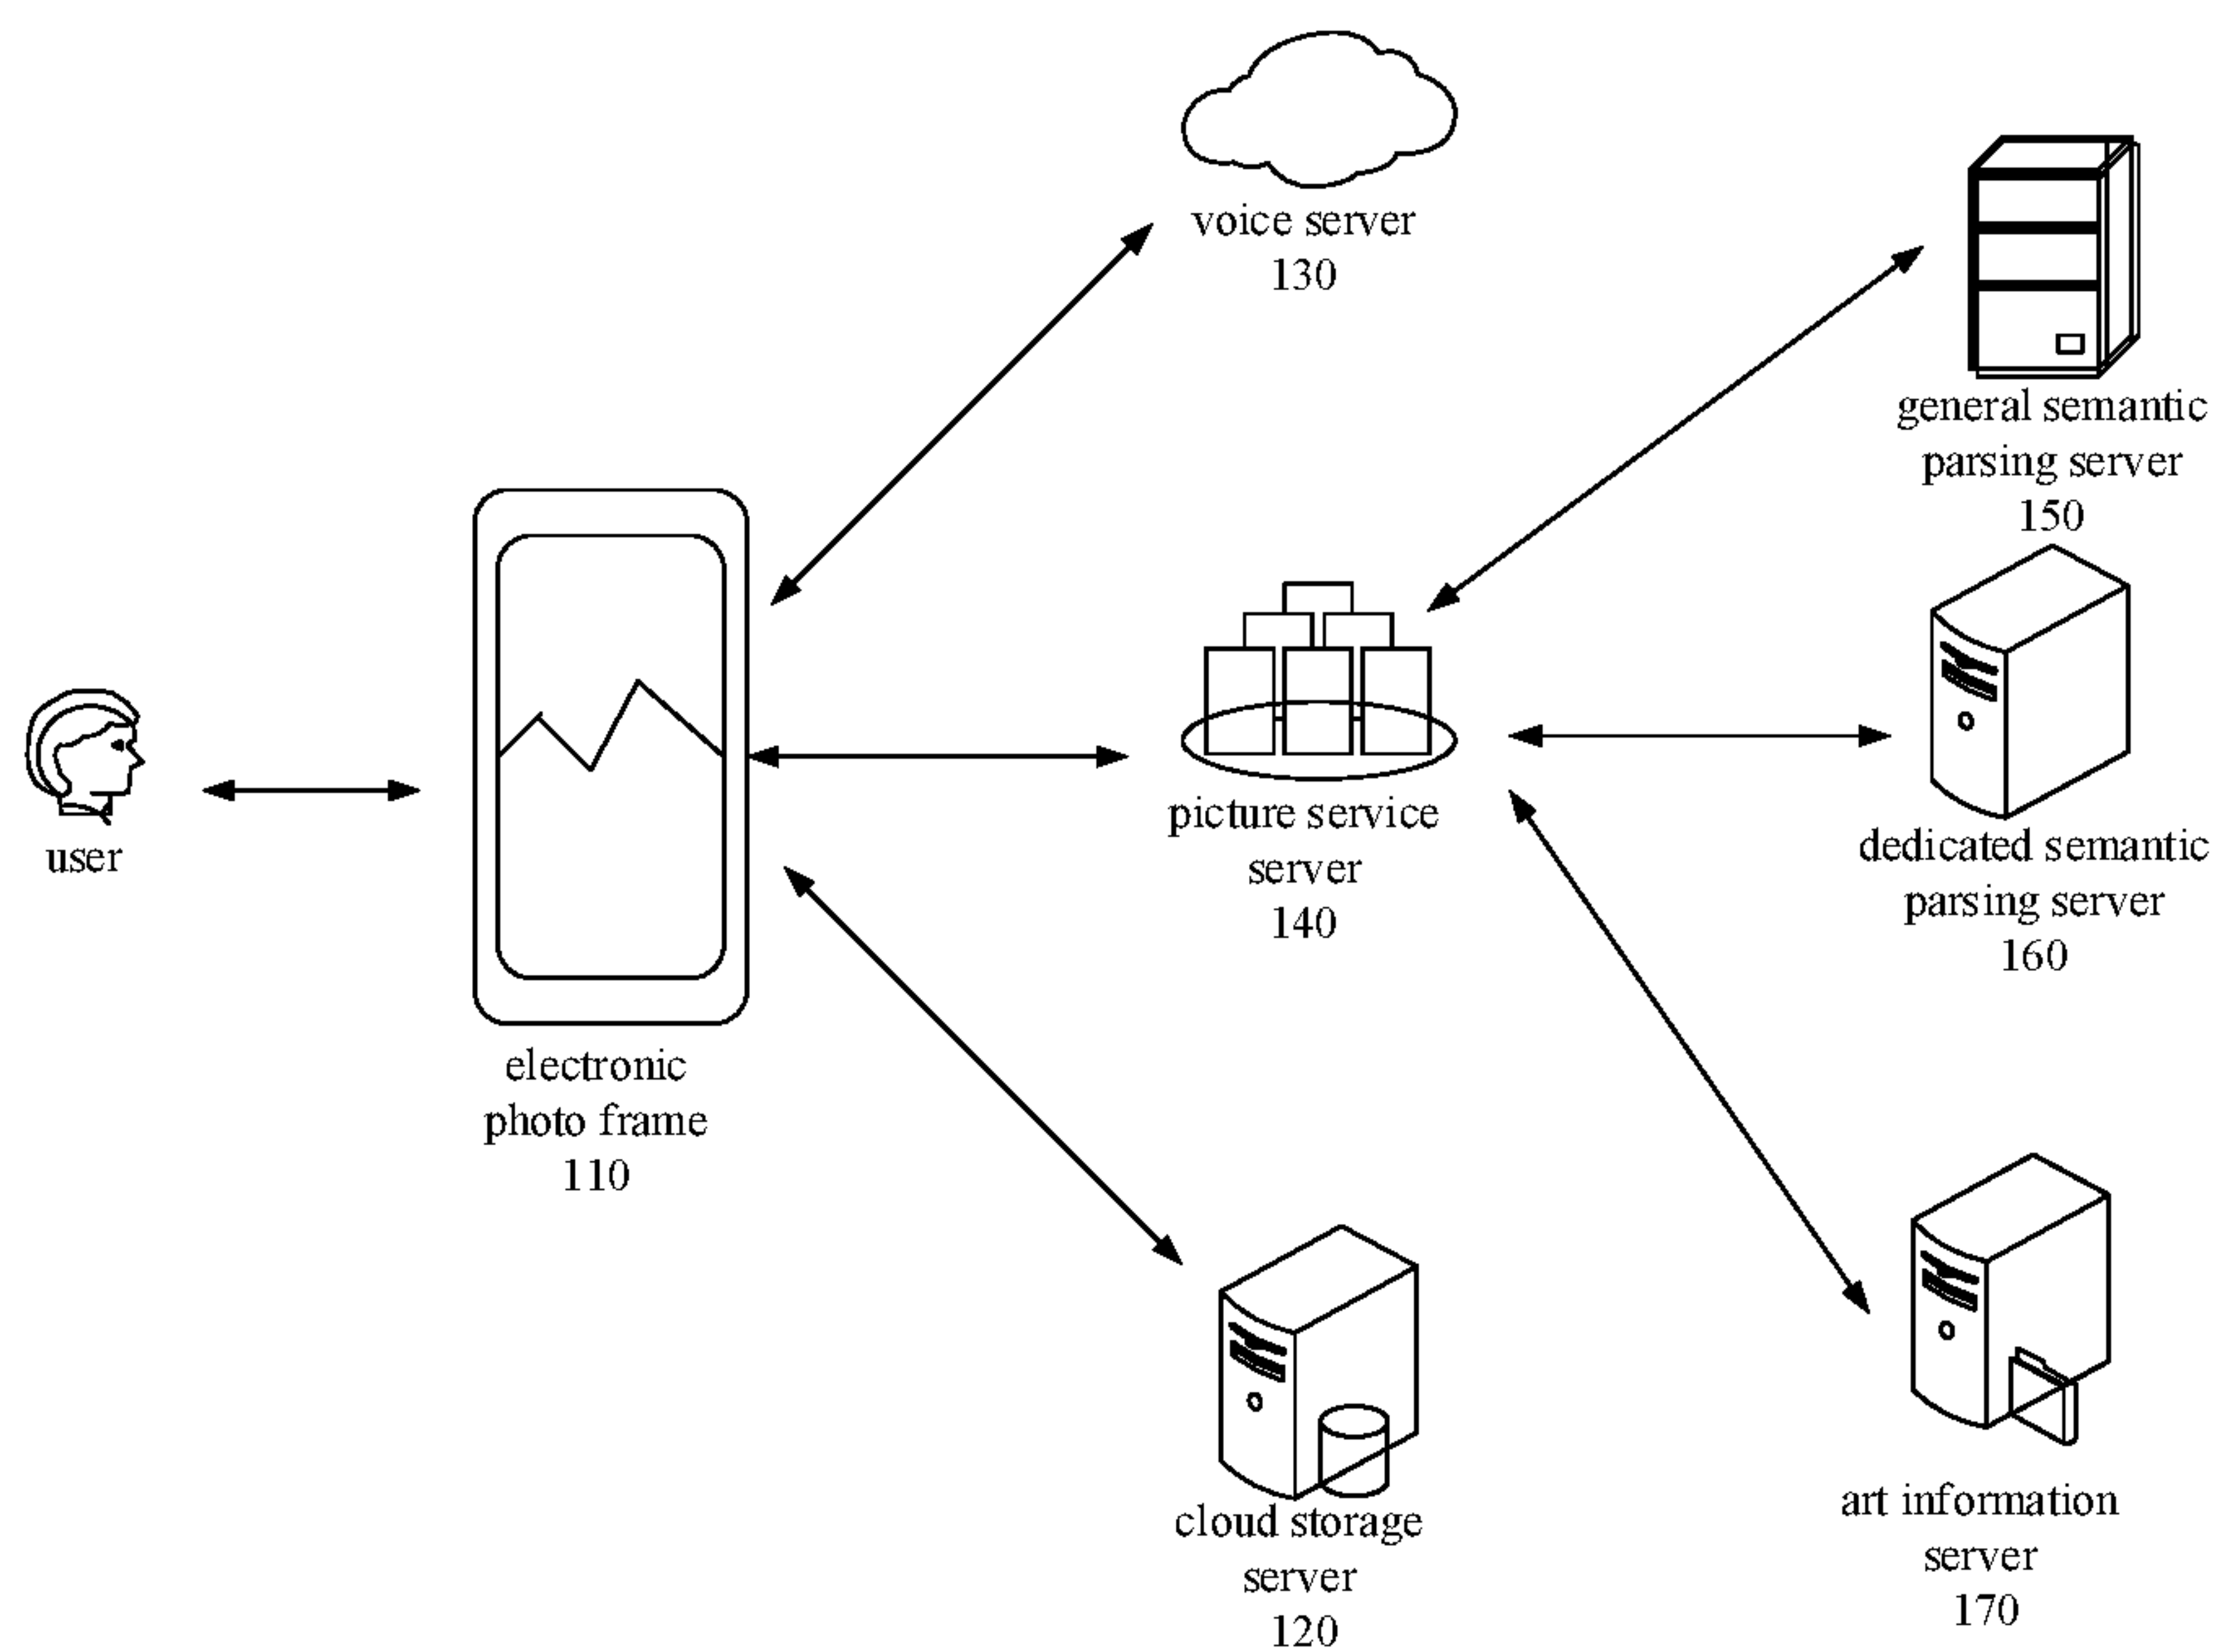 voice server
130
general semantic
parsing server
150
user
electronic
photo frame
110
picture service
server
140
dedicated semantic
parsing server
160
cloud storage
server
120
art information
server
170